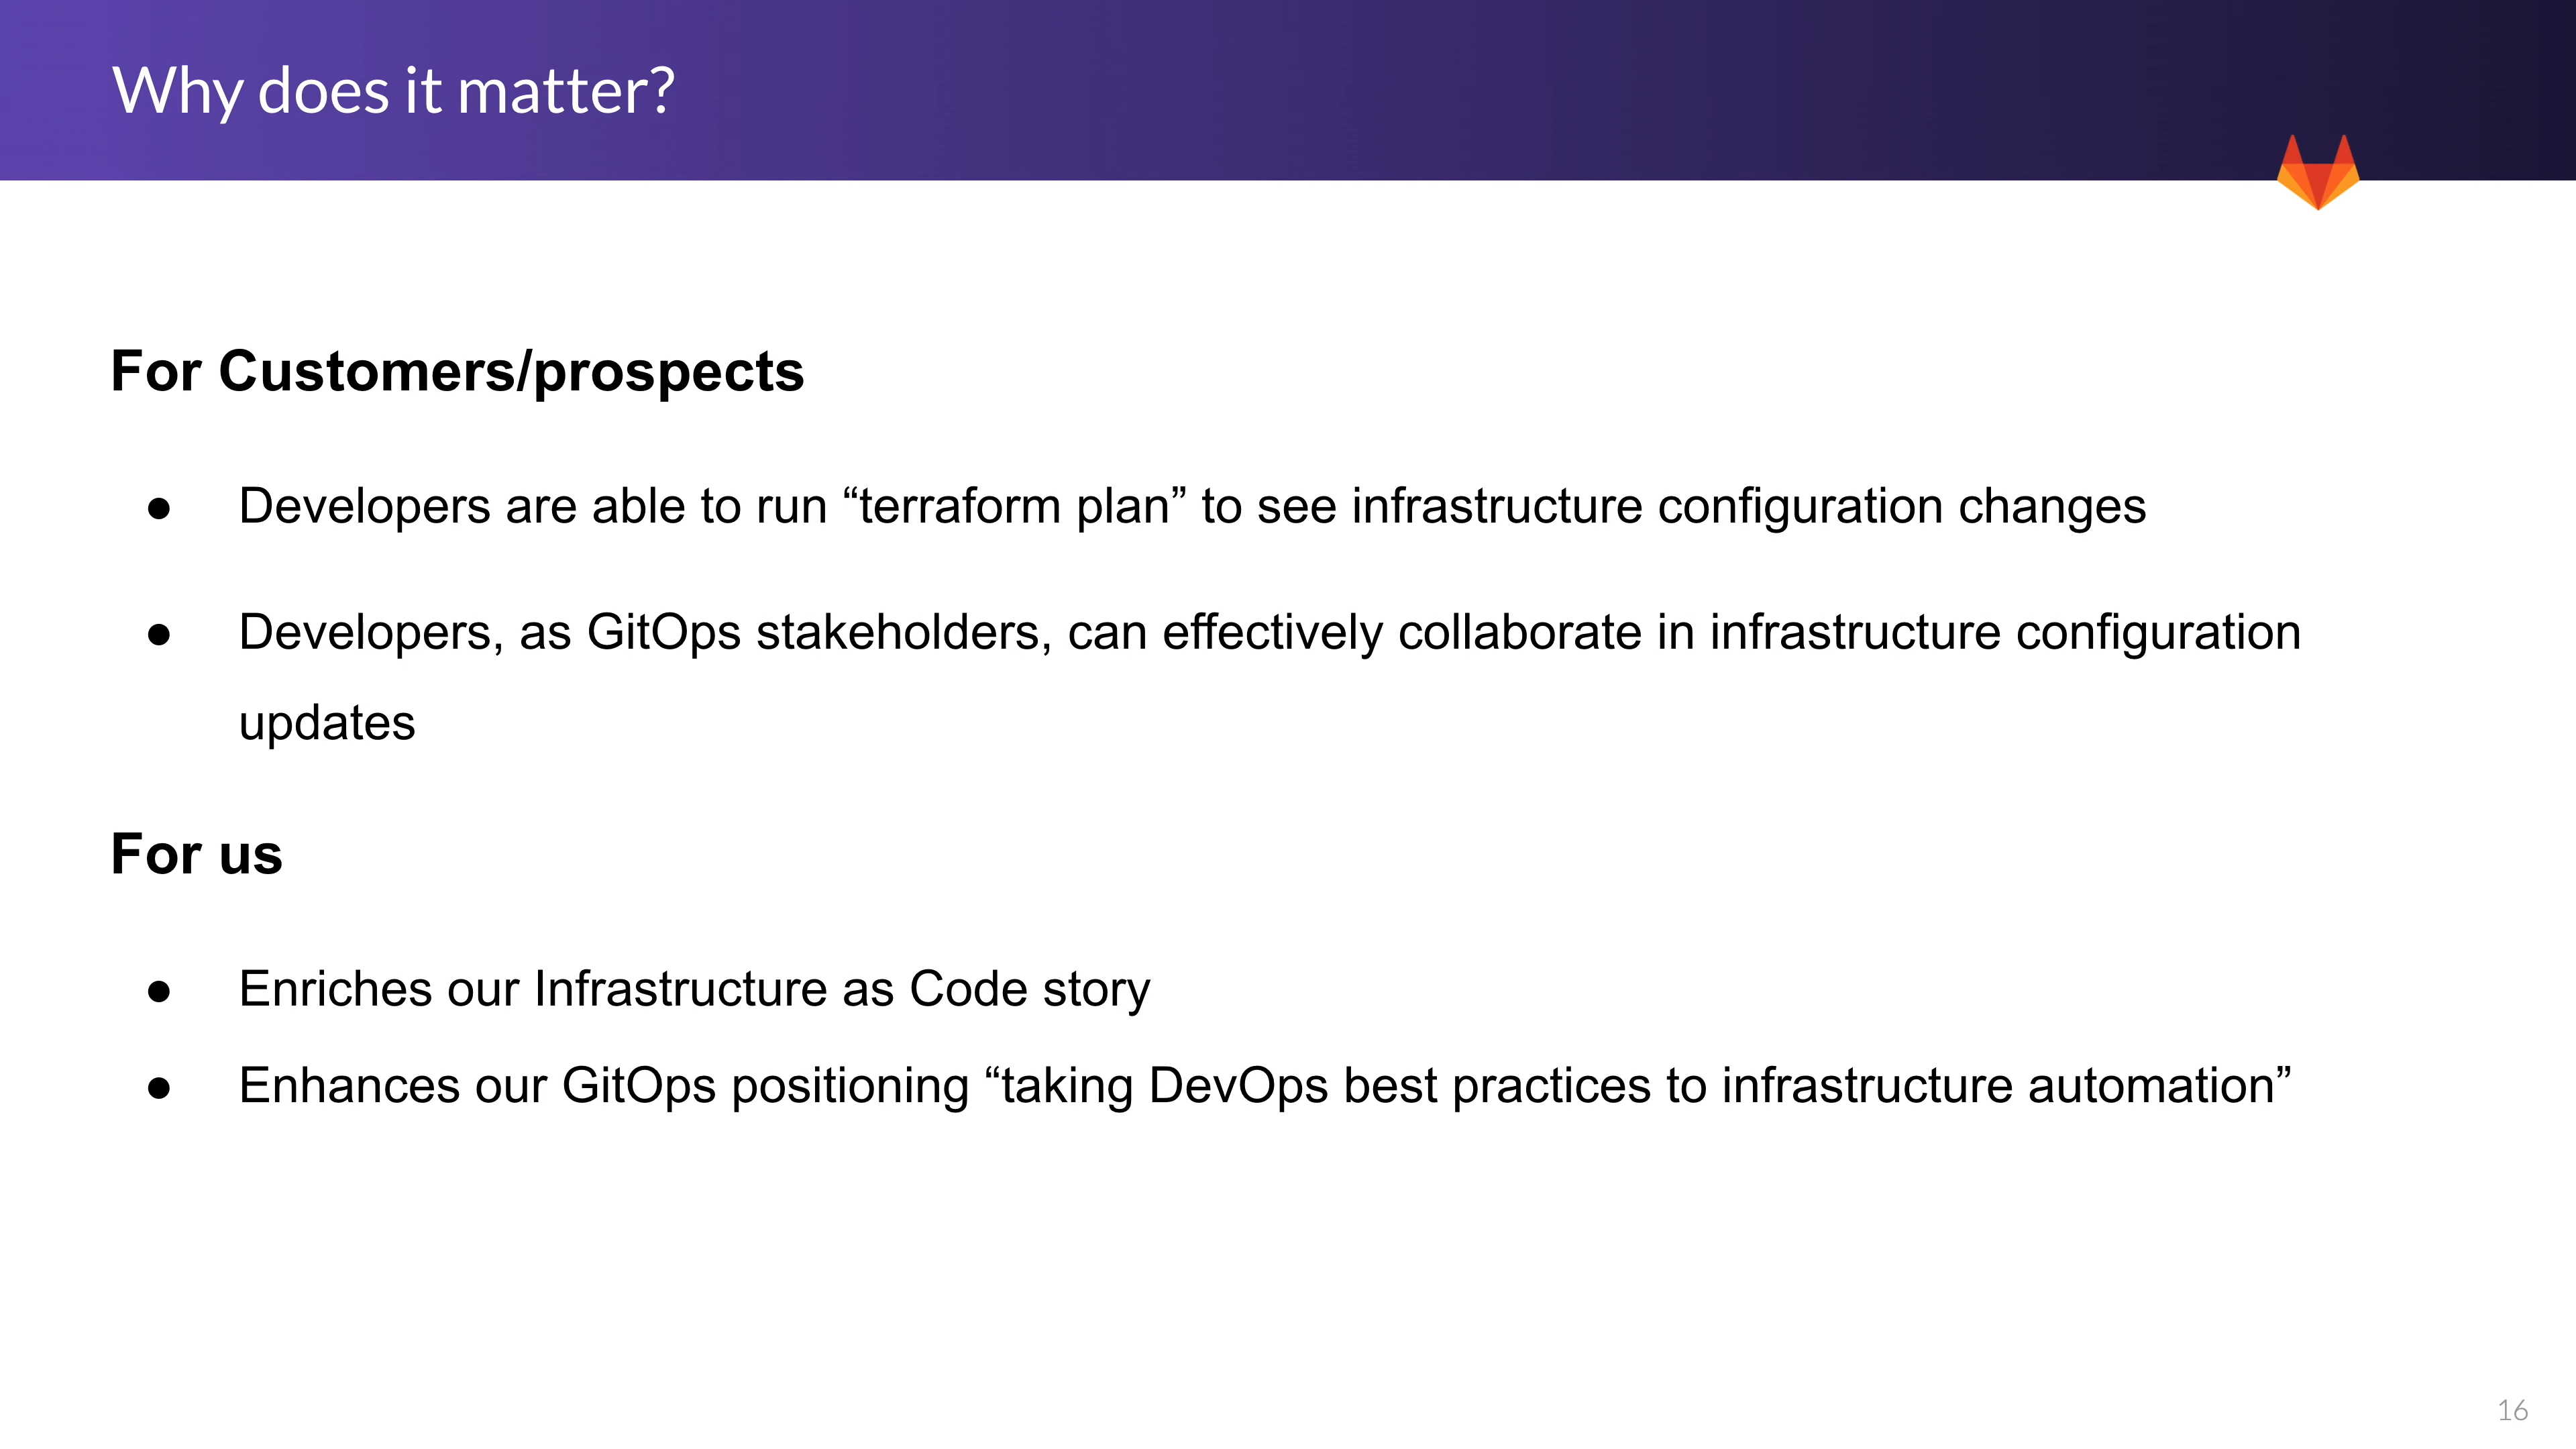 Why does it matter?
For Customers/prospects
● Developers are able to run “terraform plan” to see infrastructure configuration changes
● Developers, as GitOps stakeholders, can effectively collaborate in infrastructure configuration
updates
For us
● Enriches our Infrastructure as Code story
● Enhances our GitOps positioning “taking DevOps best practices to infrastructure automation”
16